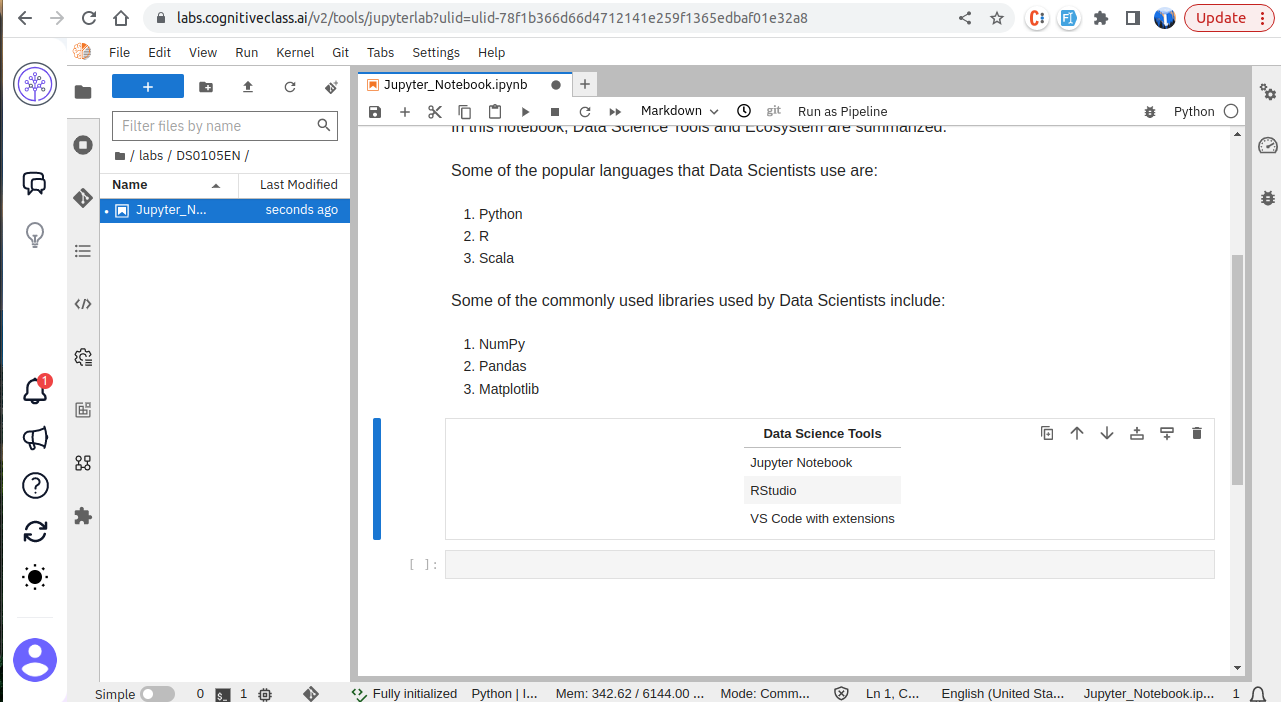 labs.cognitiveclass.ai/v2/tools/jupyterlab?ulid=ulid-78f1b366d66d4712141e259f1365edbaf01e32a8
Update
File Edit View Run Kernel Git Tabs Settings Help
Jupyter_Notebook.ipynb
Markdown
git
Run as Pipeline
Python
Filter files by name
/ labs / DS0105EN /
Name
Last Modified
Jupyter_N...
seconds ago
In this notebook, Data Science Tools and Ecosystem are summarized.
Some of the popular languages that Data Scientists use are:
1. Python
2. R
3. Scala
Some of the commonly used libraries used by Data Scientists include:
1. NumPy
2. Pandas
3. Matplotlib
Data Science Tools
Jupyter Notebook
RStudio
VS Code with extensions
[ ]:
1
Simple 0 1 Fully initialized Python | I... Mem: 342.62 / 6144.00 ... Mode: Comm... Ln 1, C... English (United Sta... Jupyter_Notebook.ip... 1